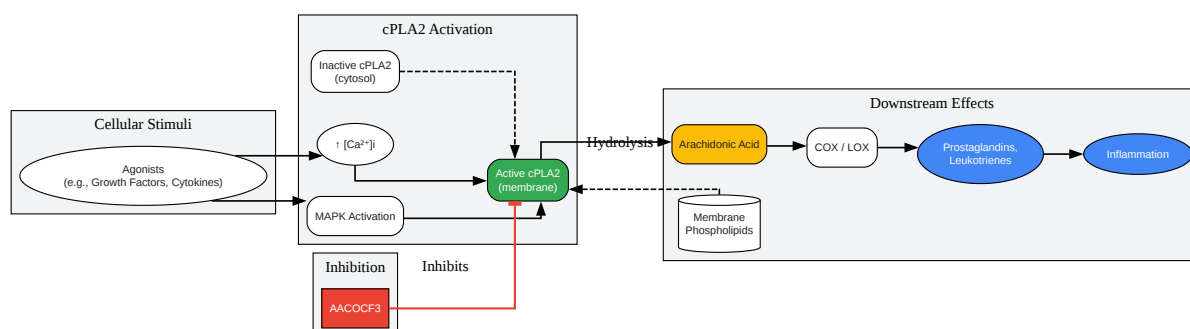 Cellular Stimuli
Agonists
(e.g., Growth Factors, Cytokines)
cPLA2 Activation
Inactive cPLA2
(cytosol)
↑ [Ca²⁺]i
MAPK Activation
Active cPLA2
(membrane)
Inhibition
AACOCF3
Inhibits
Hydrolysis
Downstream Effects
Arachidonic Acid
COX / LOX
Prostaglandins,
Leukotrienes
Inflammation
Membrane
Phospholipids